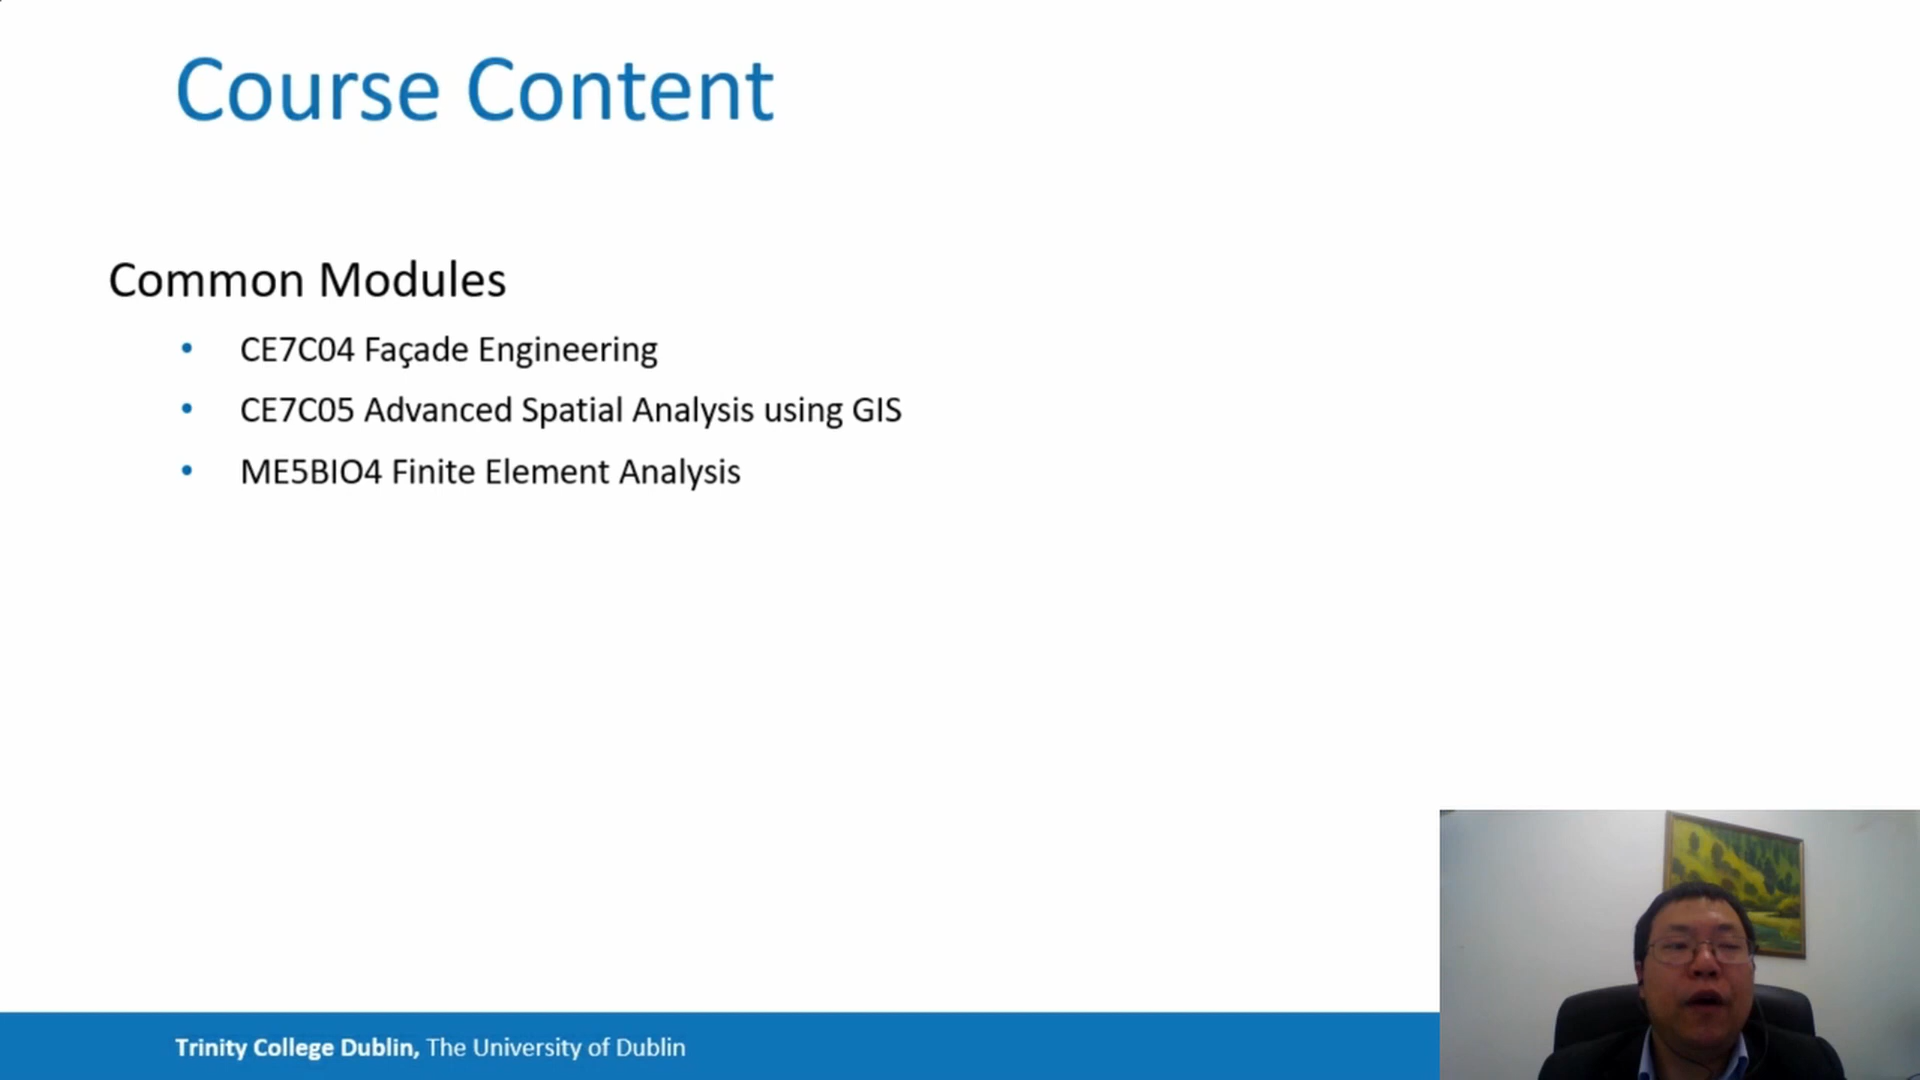 Course Content
Common Modules
• CE7C04 Façade Engineering
• CE7C05 Advanced Spatial Analysis using GIS
• ME5BIO4 Finite Element Analysis
Trinity College Dublin, The University of Dublin